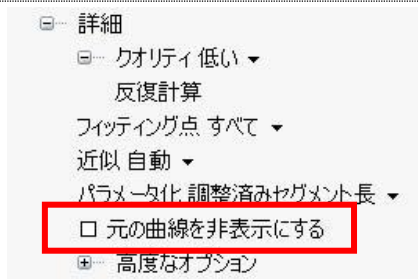 詳細
クオリティ 低い
反復計算
フィッティング点 すべて
近似 自動
パラメータ化 調整済みセグメント長
元の曲線を非表示にする
高度なオプション